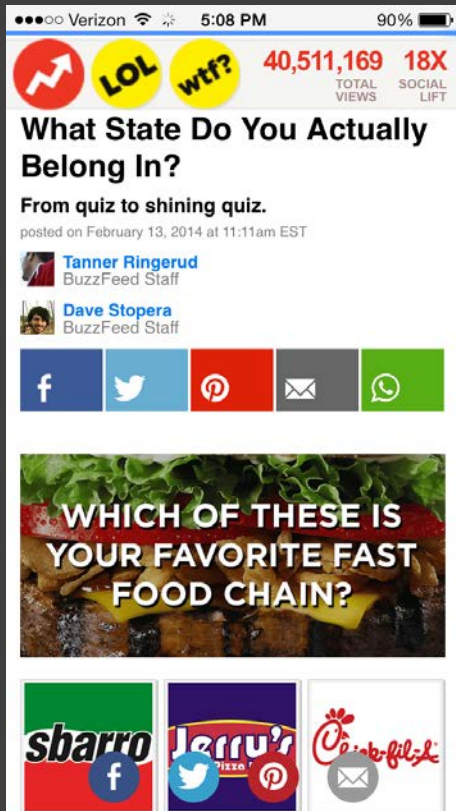 Verizon 5:08 PM 90%
LOL wtf? 40,511,169 18X
TOTAL SOCIAL
VIEWS LIFT
What State Do You Actually
Belong In?
From quiz to shining quiz.
posted on February 13, 2014 at 11:11am EST
Tanner Ringerud
BuzzFeed Staff
Dave Stopera
BuzzFeed Staff
WHICH OF THESE IS
YOUR FAVORITE FAST
FOOD CHAIN?
sbarro Jerry's Chick-fil-A
Pizza